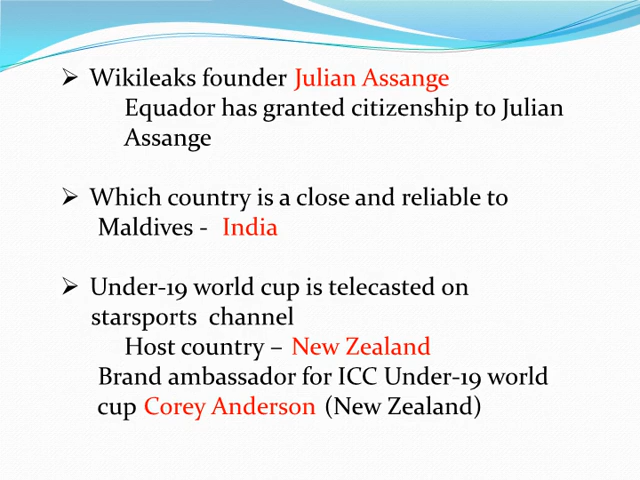 ➢ Wikileaks founder Julian Assange
Equador has granted citizenship to Julian
Assange
➢ Which country is a close and reliable to
Maldives - India
➢ Under-19 world cup is telecasted on
starsports channel
Host country – New Zealand
Brand ambassador for ICC Under-19 world
cup Corey Anderson (New Zealand)